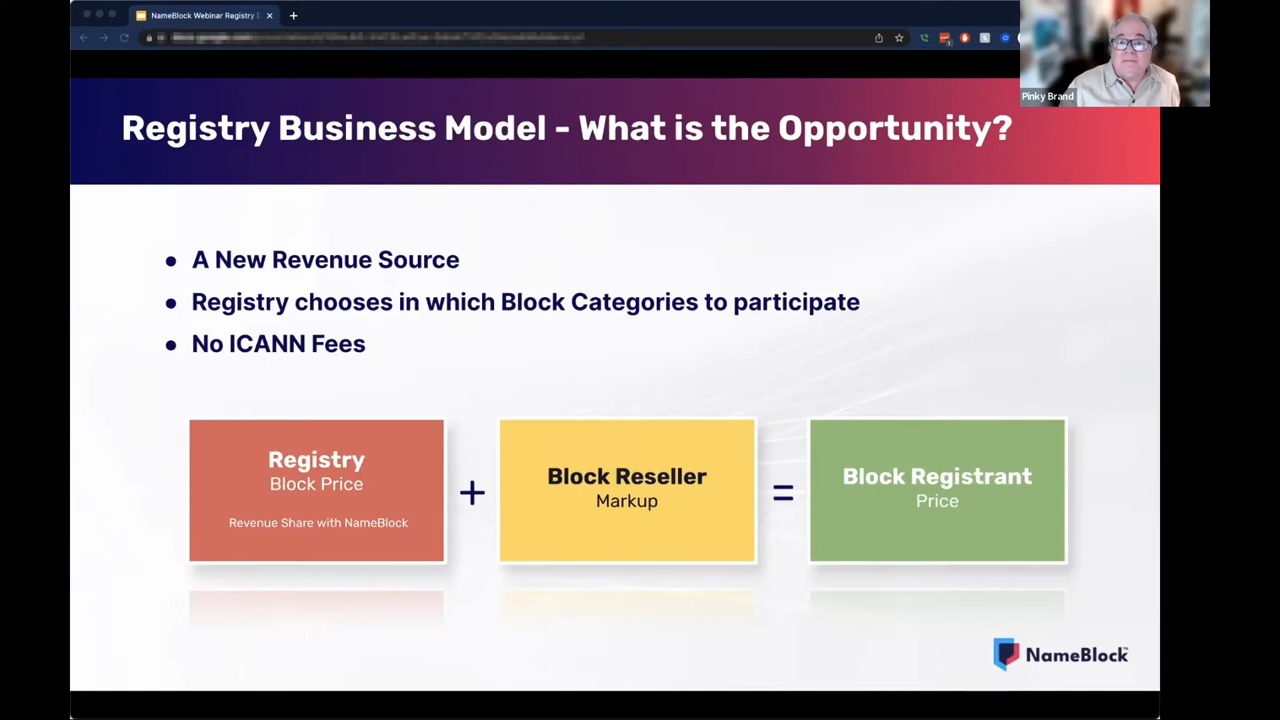 NameBlock Webinar Registry
Pinky Brand
Registry Business Model - What is the Opportunity?
● A New Revenue Source
● Registry chooses in which Block Categories to participate
● No ICANN Fees
Registry
Block Price
Revenue Share with NameBlock
+
Block Reseller
Markup
=
Block Registrant
Price
NameBlock